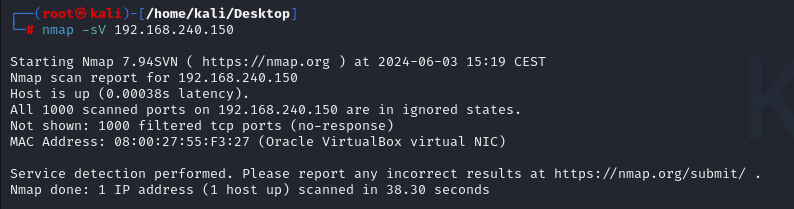 ┌──(root㉿kali)-[/home/kali/Desktop]
└─# nmap -sV 192.168.240.150
Starting Nmap 7.94SVN ( https://nmap.org ) at 2024-06-03 15:19 CEST
Nmap scan report for 192.168.240.150
Host is up (0.00038s latency).
All 1000 scanned ports on 192.168.240.150 are in ignored states.
Not shown: 1000 filtered tcp ports (no-response)
MAC Address: 08:00:27:55:F3:27 (Oracle VirtualBox virtual NIC)
Service detection performed. Please report any incorrect results at https://nmap.org/submit/ .
Nmap done: 1 IP address (1 host up) scanned in 38.30 seconds